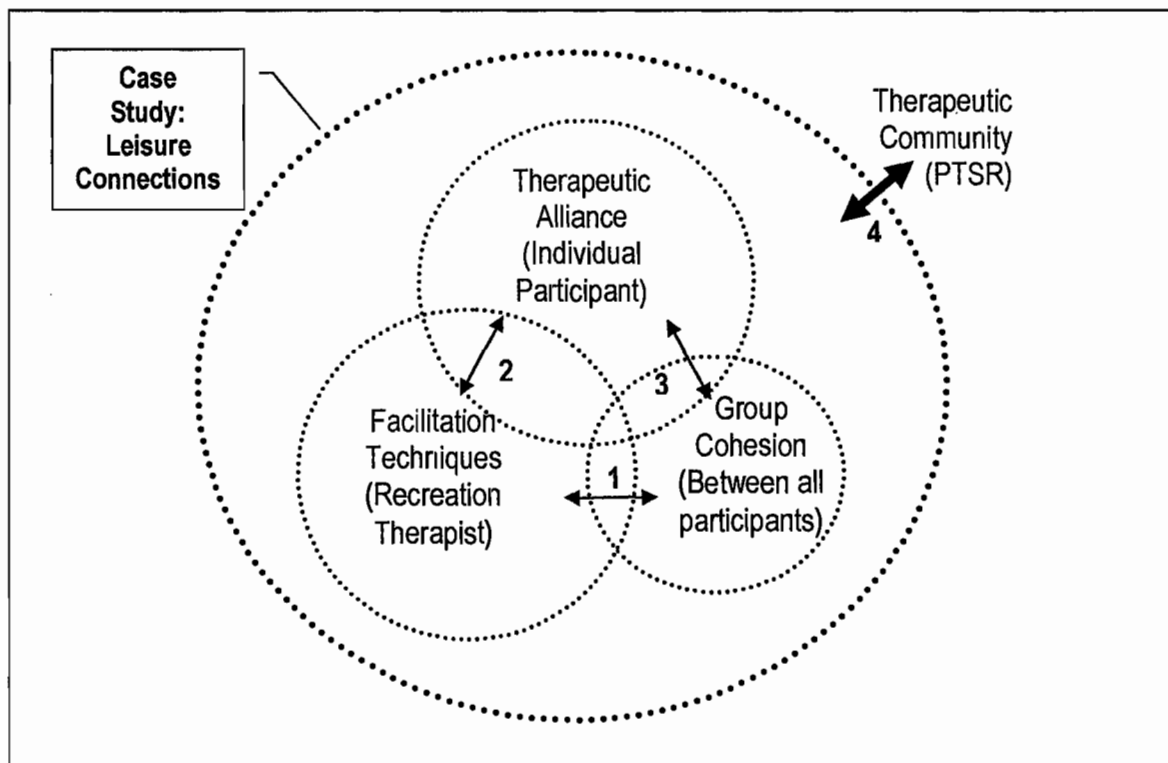 Case
Study:
Leisure
Connections
Therapeutic
Community
(PTSR)
4
Therapeutic
Alliance
(Individual
Participant)
2
3
Facilitation
Techniques
(Recreation
Therapist)
1
Group
Cohesion
(Between all
participants)